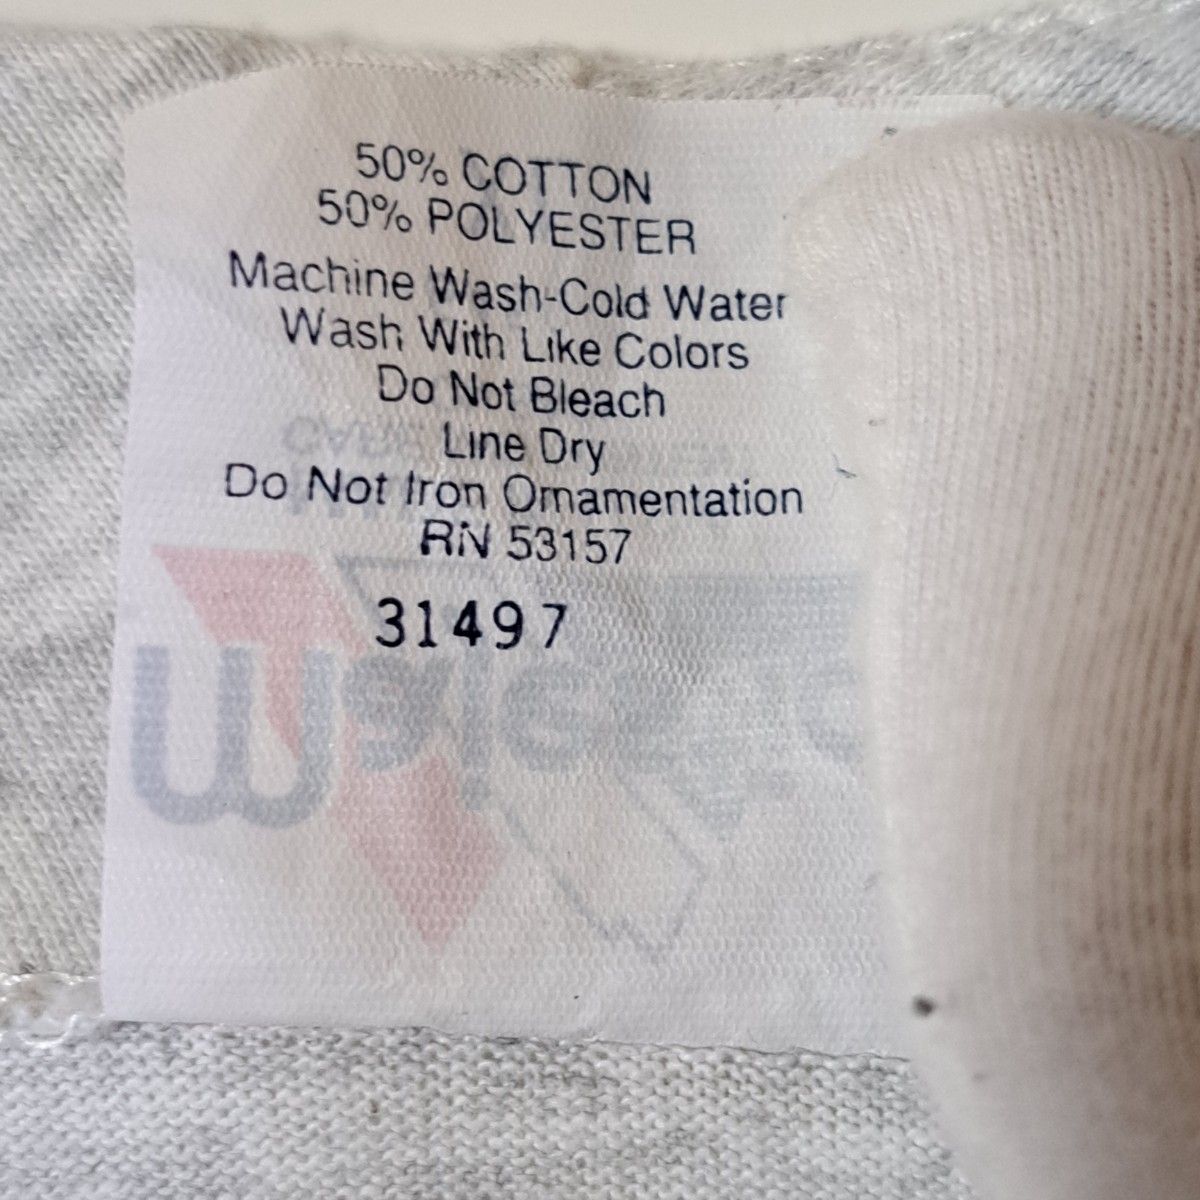 50% COTTON
50% POLYESTER
Machine Wash-Cold Water
Wash With Like Colors
Do Not Bleach
Line Dry
Do Not Iron Ornamentation
RN 53157
31497